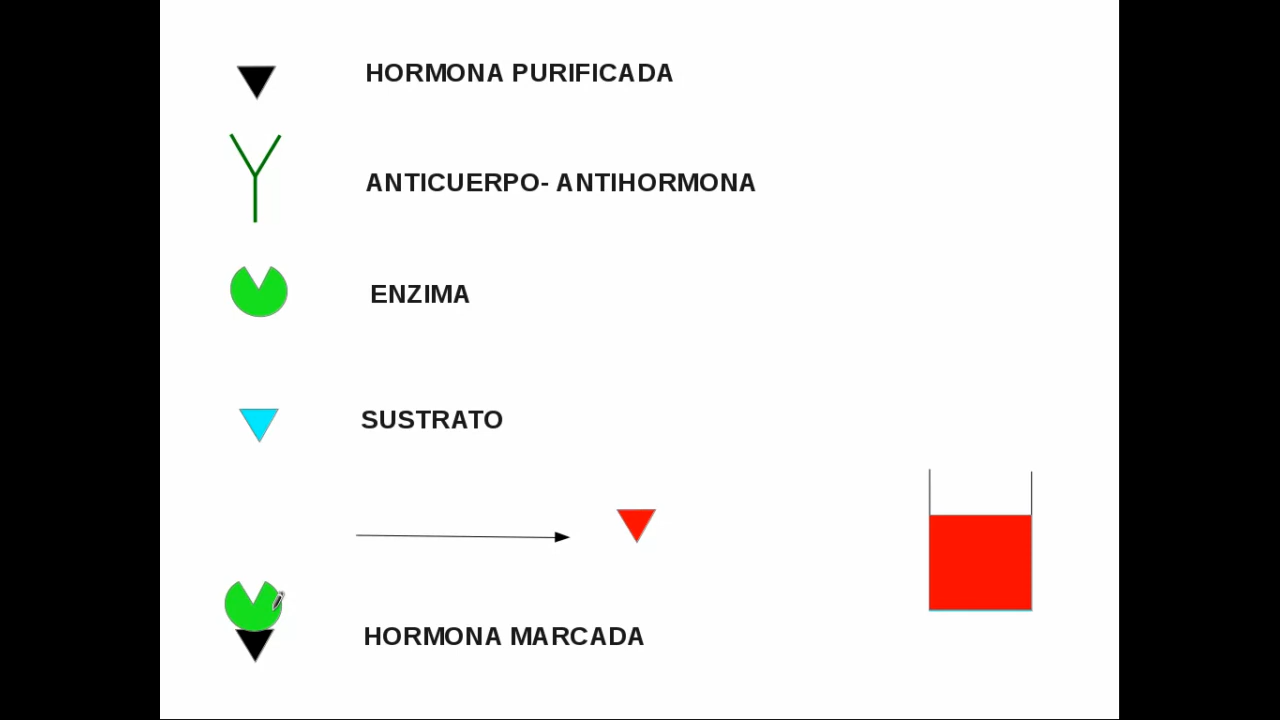 HORMONA PURIFICADA
ANTICUERPO- ANTIHORMONA
ENZIMA
SUSTRATO
HORMONA MARCADA